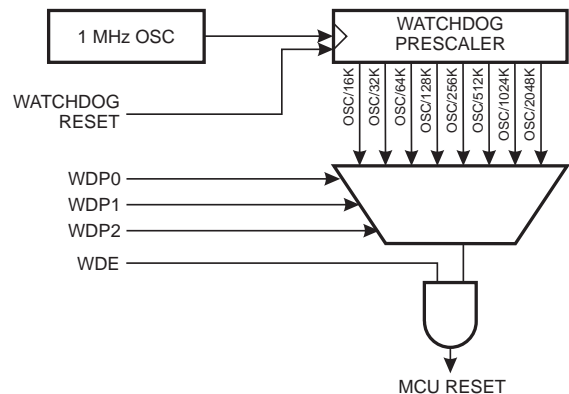 1 MHz OSC
WATCHDOG
PRESCALER
WATCHDOG
RESET
OSC/16K
OSC/32K
OSC/64K
OSC/128K
OSC/256K
OSC/512K
OSC/1024K
OSC/2048K
WDP0
WDP1
WDP2
WDE
MCU RESET